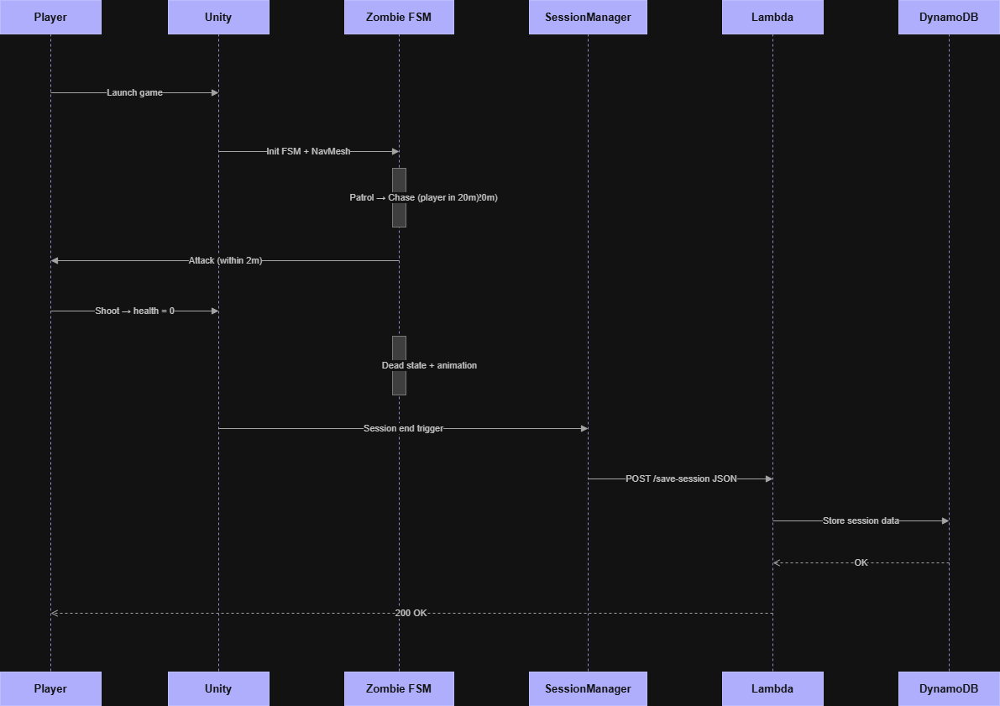 Player
Unity
Zombie FSM
SessionManager
Lambda
DynamoDB
Launch game
Init FSM + NavMesh
Patrol → Chase (player in 20m)
Attack (within 2m)
Shoot → health = 0
Dead state + animation
Session end trigger
POST /save-session JSON
Store session data
OK
200 OK
Player
Unity
Zombie FSM
SessionManager
Lambda
DynamoDB